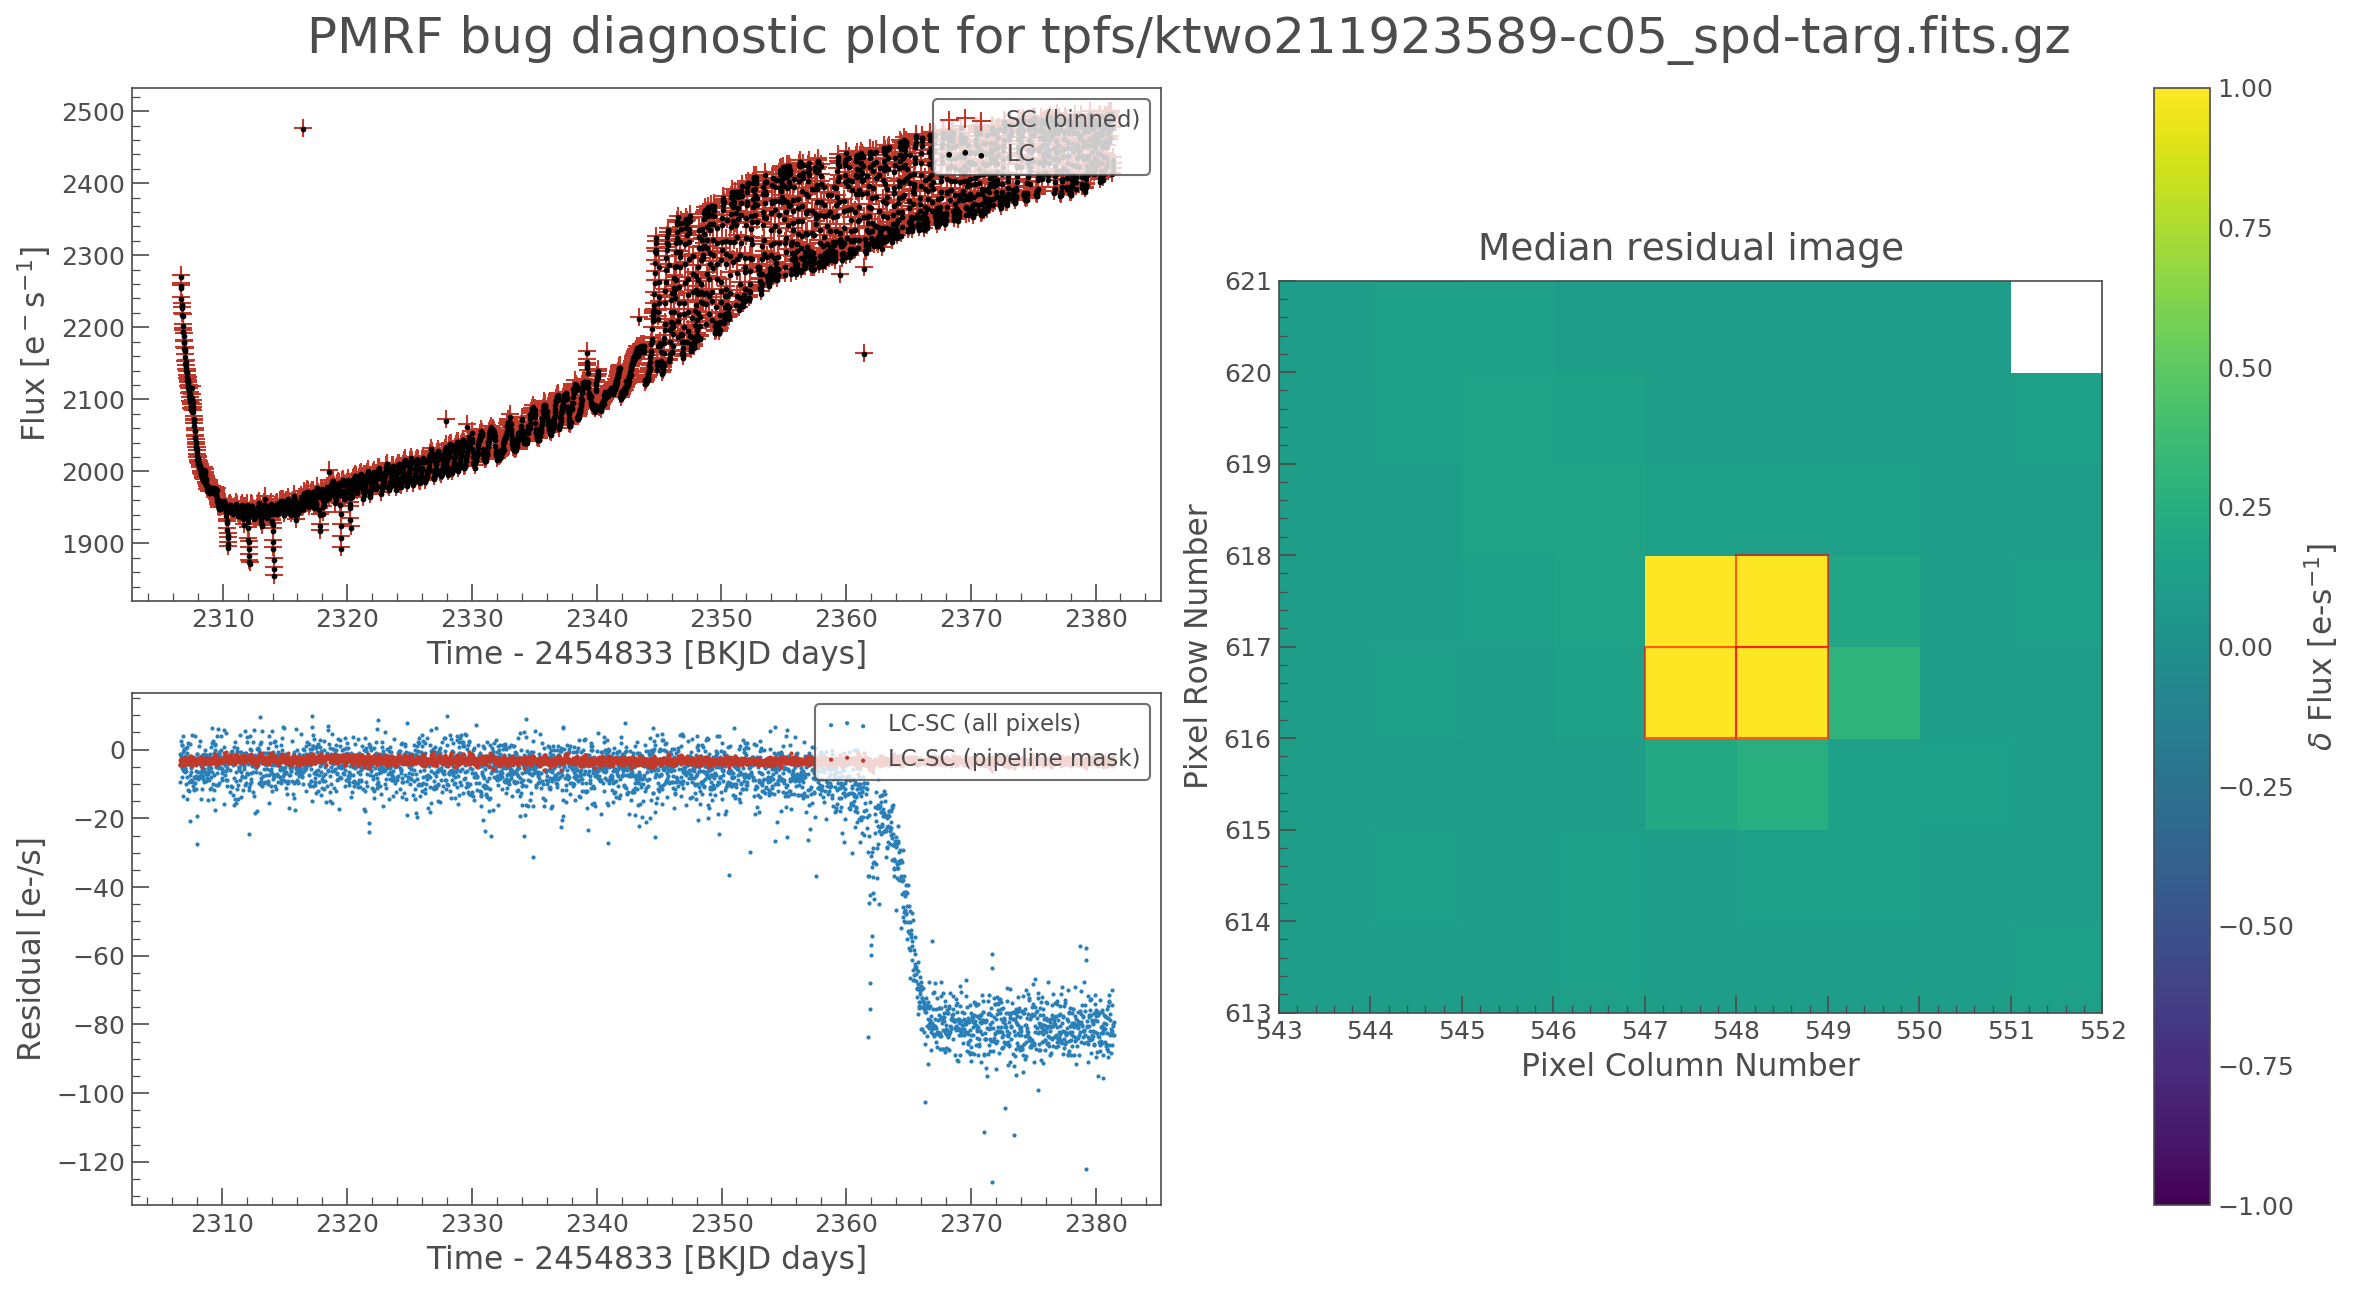 PMRF bug diagnostic plot for tpfs/ktwo211923589-c05_spd-targ.fits.gz
Flux [e⁻ s⁻¹]
2500
2400
2300
2200
2100
2000
1900
SC (binned)
LC
2310 2320 2330 2340 2350 2360 2370 2380
Time - 2454833 [BKJD days]
Residual [e-/s]
0
−20
−40
−60
−80
−100
−120
LC-SC (all pixels)
LC-SC (pipeline mask)
2310 2320 2330 2340 2350 2360 2370 2380
Time - 2454833 [BKJD days]
Median residual image
Pixel Row Number
621
620
619
618
617
616
615
614
613
543 544 545 546 547 548 549 550 551 552
Pixel Column Number
1.00
0.75
0.50
0.25
0.00
−0.25
−0.50
−0.75
−1.00
δ Flux [e-s⁻¹]